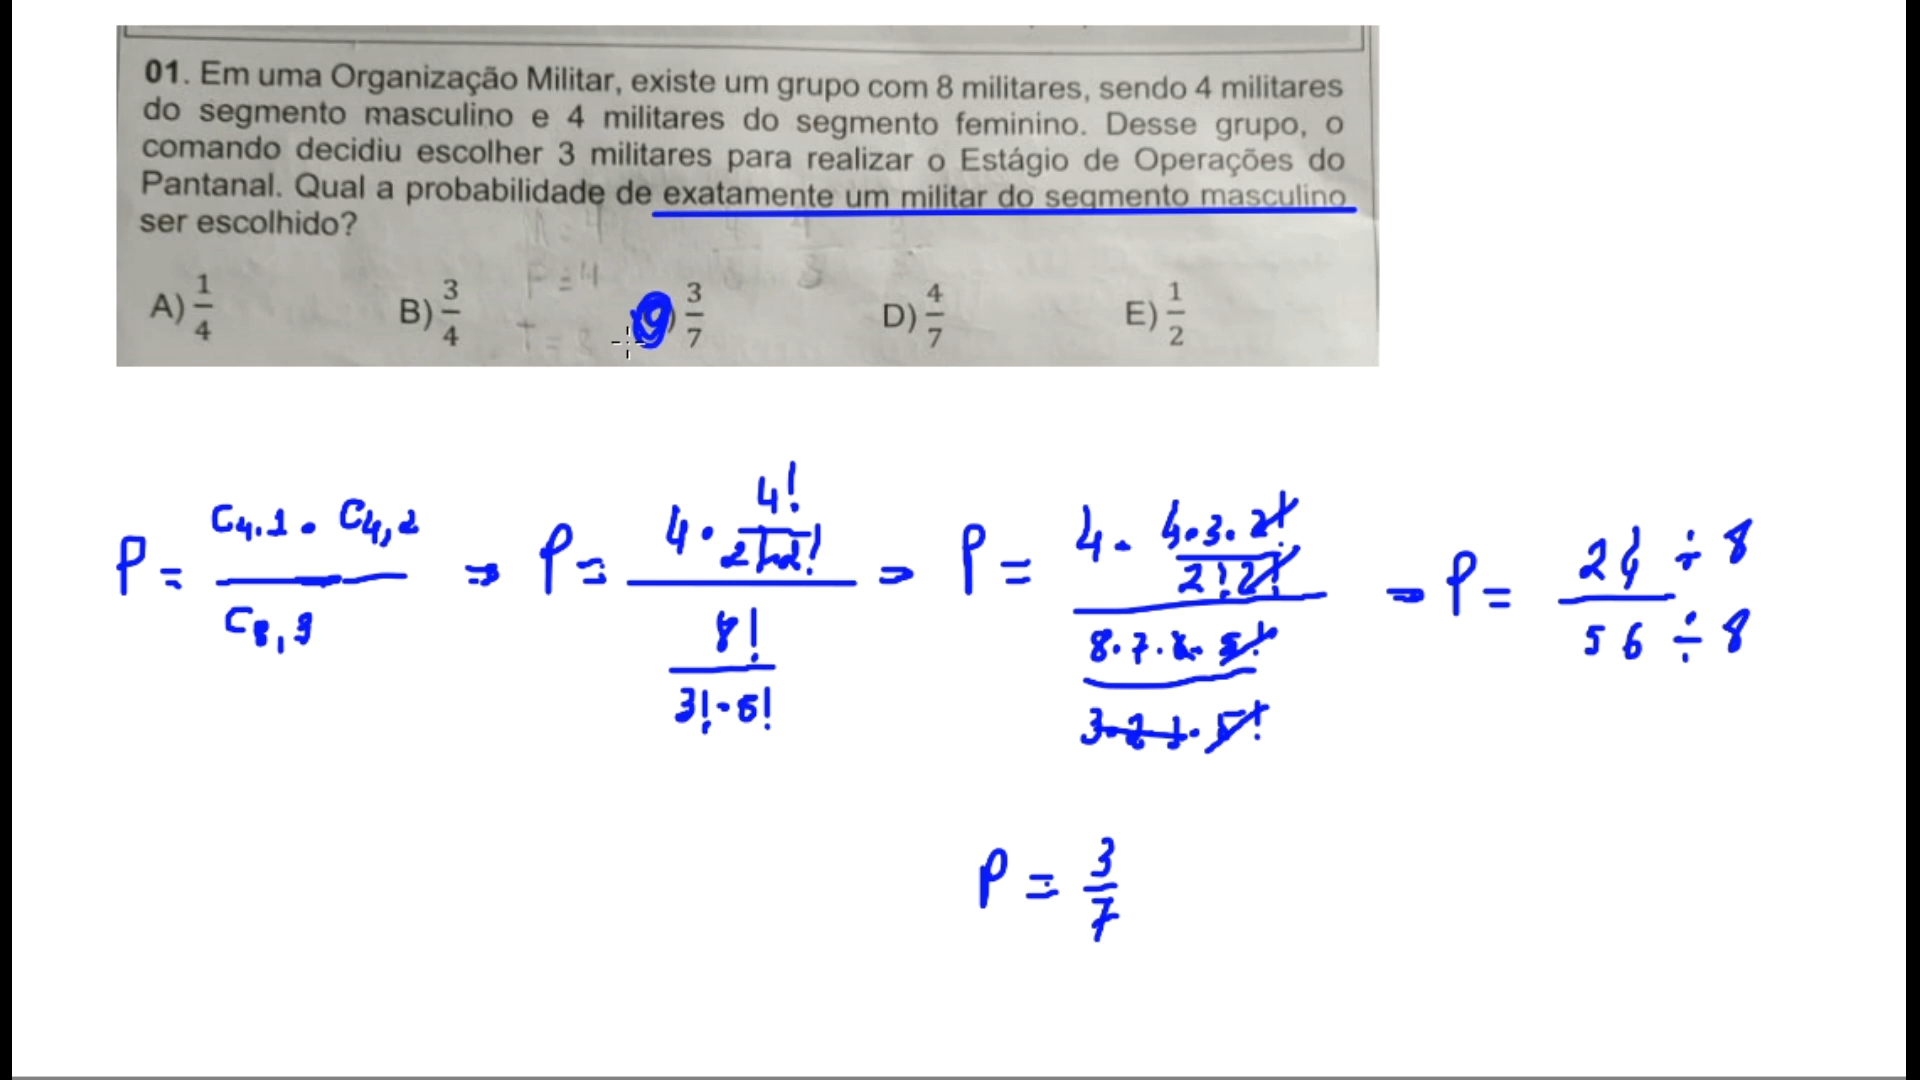 01. Em uma Organização Militar, existe um grupo com 8 militares, sendo 4 militares
do segmento masculino e 4 militares do segmento feminino. Desse grupo, o
comando decidiu escolher 3 militares para realizar o Estágio de Operações do
Pantanal. Qual a probabilidade de exatamente um militar do segmento masculino
ser escolhido?
A) 1/4 B) 3/4 ) 3/7 D) 4/7 E) 1/2
P = C4,1 . C4,2 / C8,3 ⇒ P = 4 . 4!/2!.2! / 8!/3!.5! ⇒ P = 4 . 4.3.2!/2!2! / 8.7.6.5!/3.2.1.5! ⇒ P = 24 ÷ 8 / 56 ÷ 8
P = 3/7